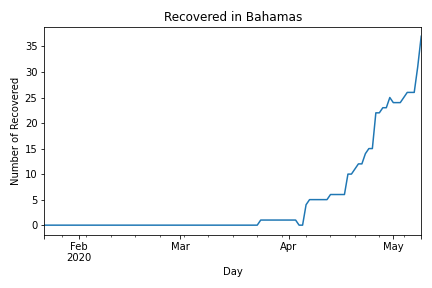 Recovered in Bahamas
Number of Recovered
35
30
25
20
15
10
5
0
Feb
2020
Mar
Apr
May
Day